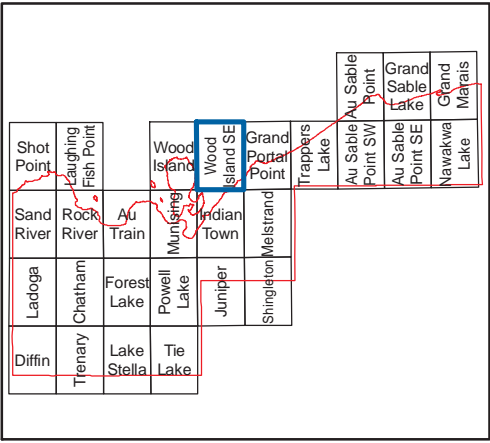 Au Sable
Point
Grand
Sable
Lake
Grand
Marais
Shot
Point
Laughing
Fish Point
Wood
Island
Wood
Island SE
Grand
Portal
Point
Trappers
Lake
Au Sable
Point SW
Au Sable
Point SE
Nawakwa
Lake
Sand
River
Rock
River
Au
Train
Munising
Indian
Town
Melstrand
Ladoga
Chatham
Forest
Lake
Powell
Lake
Juniper
Shingleton
Diffin
Trenary
Lake
Stella
Tie
Lake